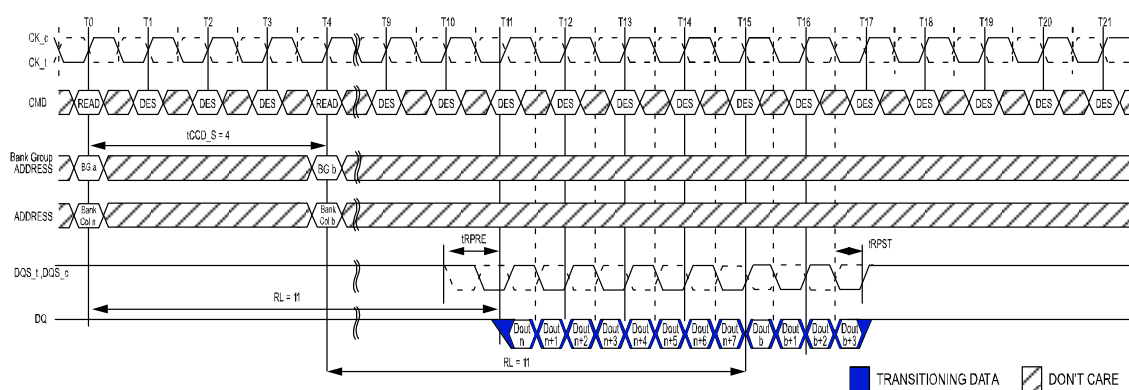 T0 T1 T2 T3 T4 T9 T10 T11 T12 T13 T14 T15 T16 T17 T18 T19 T20 T21
CK_c
CK_t
CMD READ DES DES DES READ DES DES DES DES DES DES DES DES DES DES DES DES DES
tCCD_S = 4
Bank Group
ADDRESS BG a BG b
ADDRESS Bank Col n Bank Col b
tRPRE tRPST
DQS_t ,DQS_c
RL = 11
DQ Dout n Dout n+1 Dout n+2 Dout n+3 Dout n+4 Dout n+5 Dout n+6 Dout n+7 Dout b Dout b+1 Dout b+2 Dout b+3
RL = 11
TRANSITIONING DATA DON'T CARE